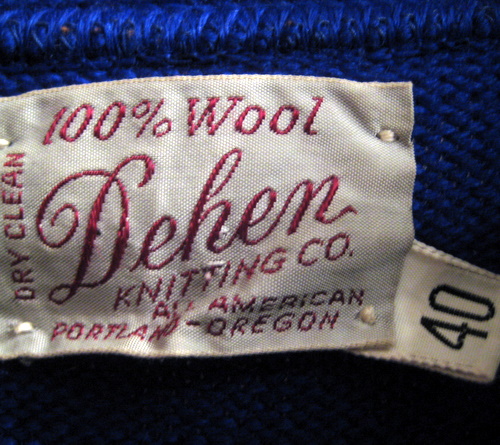 100% Wool
DRY CLEAN
Dehen
KNITTING CO.
ALL AMERICAN
PORTLAND-OREGON
40